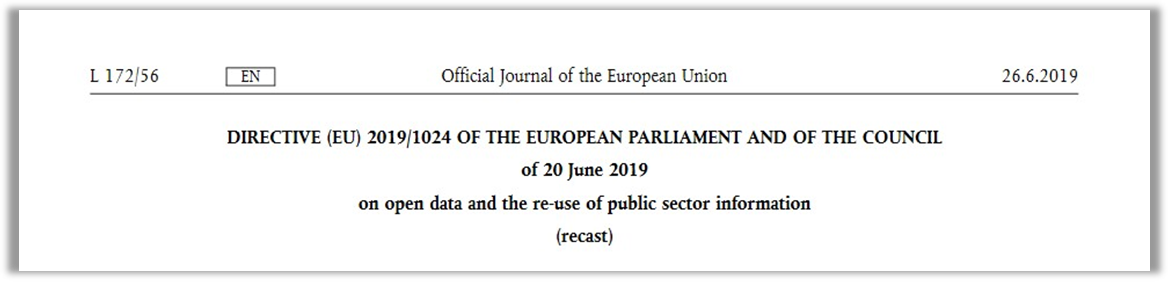 L 172/56 EN Official Journal of the European Union 26.6.2019
DIRECTIVE (EU) 2019/1024 OF THE EUROPEAN PARLIAMENT AND OF THE COUNCIL
of 20 June 2019
on open data and the re-use of public sector information
(recast)